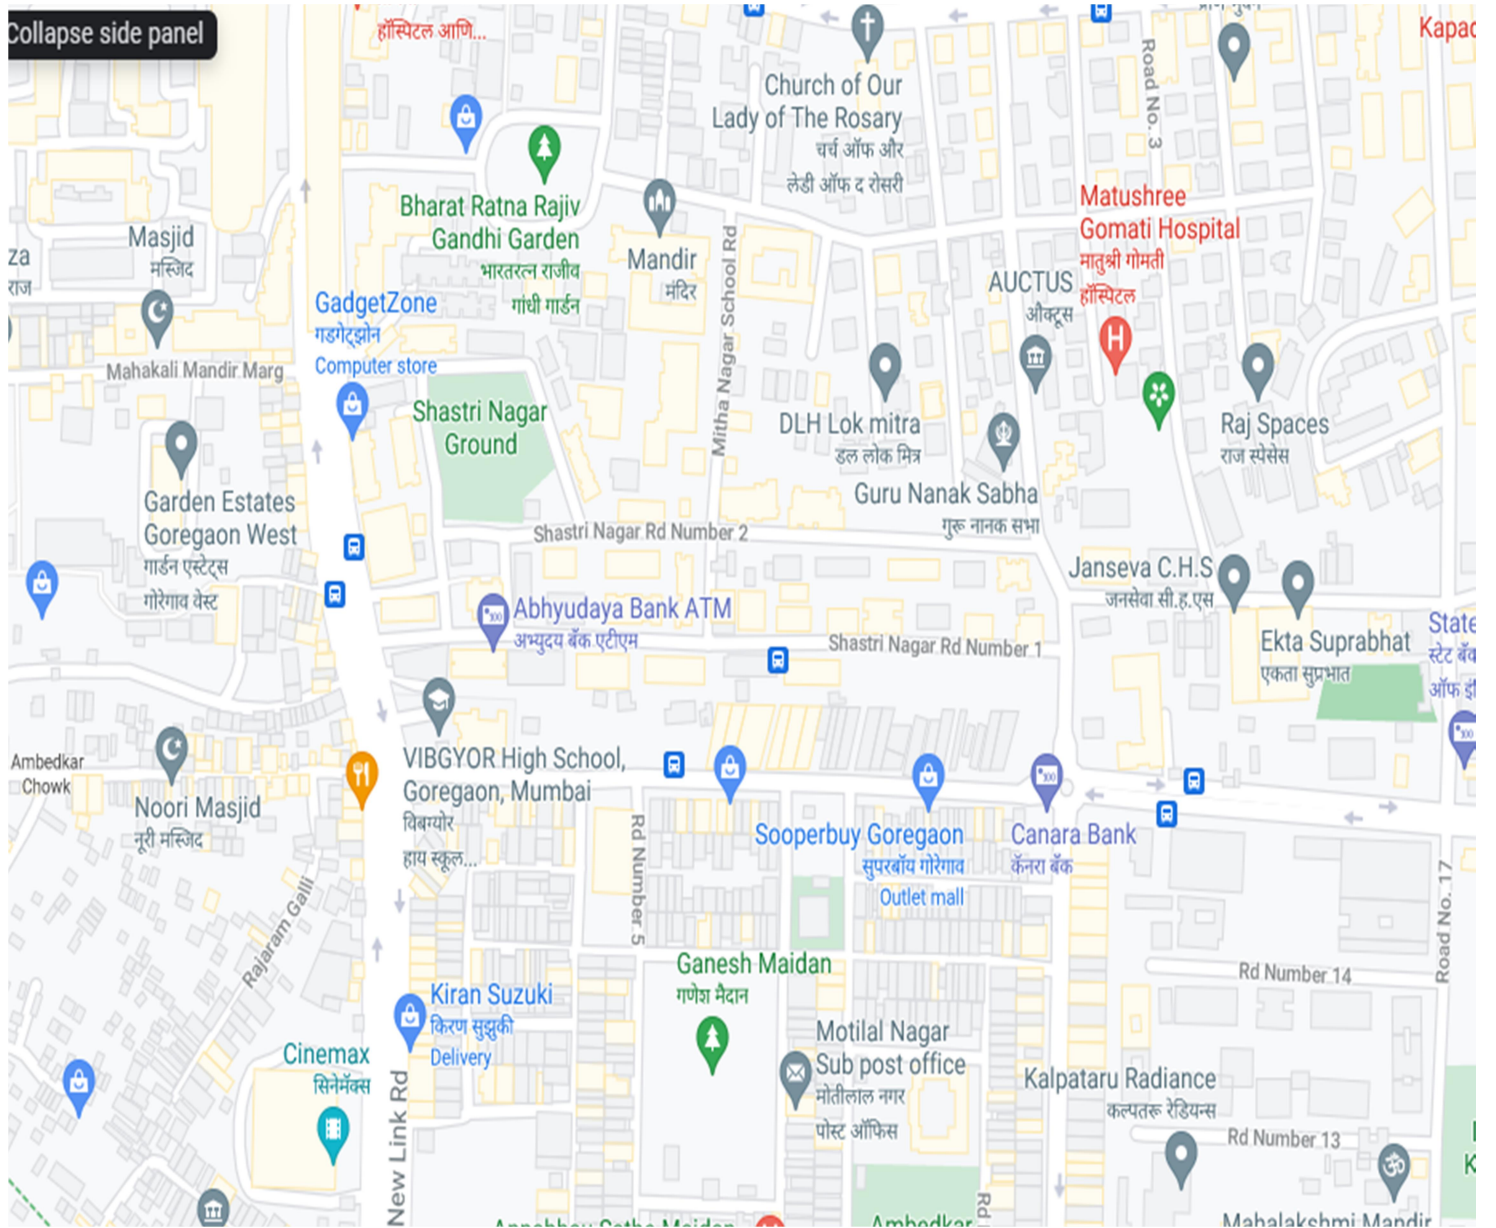 Collapse side panel
हॉस्पिटल आणि...
Church of Our
Lady of The Rosary
चर्च ऑफ और
लेडी ऑफ द रोसरी
Road No. 3
Kapad
Matushree
Gomati Hospital
मातुश्री गोमती
हॉस्पिटल
Bharat Ratna Rajiv
Gandhi Garden
भारतरत्न राजीव
गांधी गार्डन
Mandir
मंदिर
Masjid
मस्जिद
za
राज
Mitha Nagar School Rd
AUCTUS
औक्टूस
GadgetZone
गडगेट्झोन
Computer store
Mahakali Mandir Marg
Shastri Nagar
Ground
DLH Lok mitra
डल लोक मित्र
Raj Spaces
राज स्पेसेस
Guru Nanak Sabha
गुरू नानक सभा
Garden Estates
Goregaon West
गार्डन एस्टेट्स
गोरेगाव वेस्ट
Shastri Nagar Rd Number 2
Janseva C.H.S
जनसेवा सी.ह.एस
Abhyudaya Bank ATM
अभ्युदय बँक एटीएम
Shastri Nagar Rd Number 1
Ekta Suprabhat
एकता सुप्रभात
State
स्टेट बँक
VIBGYOR High School,
Goregaon, Mumbai
विबग्योर
हाय स्कूल...
Ambedkar
Chowk
Noori Masjid
नूरी मस्जिद
Sooperbuy Goregaon
सुपरबॉय गोरेगाव
Outlet mall
Canara Bank
कॅनरा बँक
Rd Number 5
Rajaram Galli
Road No. 17
Ganesh Maidan
गणेश मैदान
Rd Number 14
Kiran Suzuki
किरण सुझुकी
Delivery
Cinemax
सिनेमॅक्स
Motilal Nagar
Sub post office
मोतीलाल नगर
पोस्ट ऑफिस
Kalpataru Radiance
कल्पतरू रेडियन्स
Rd Number 13
New Link Rd
Rd
Ambedkar
Mahalakshmi Mandir